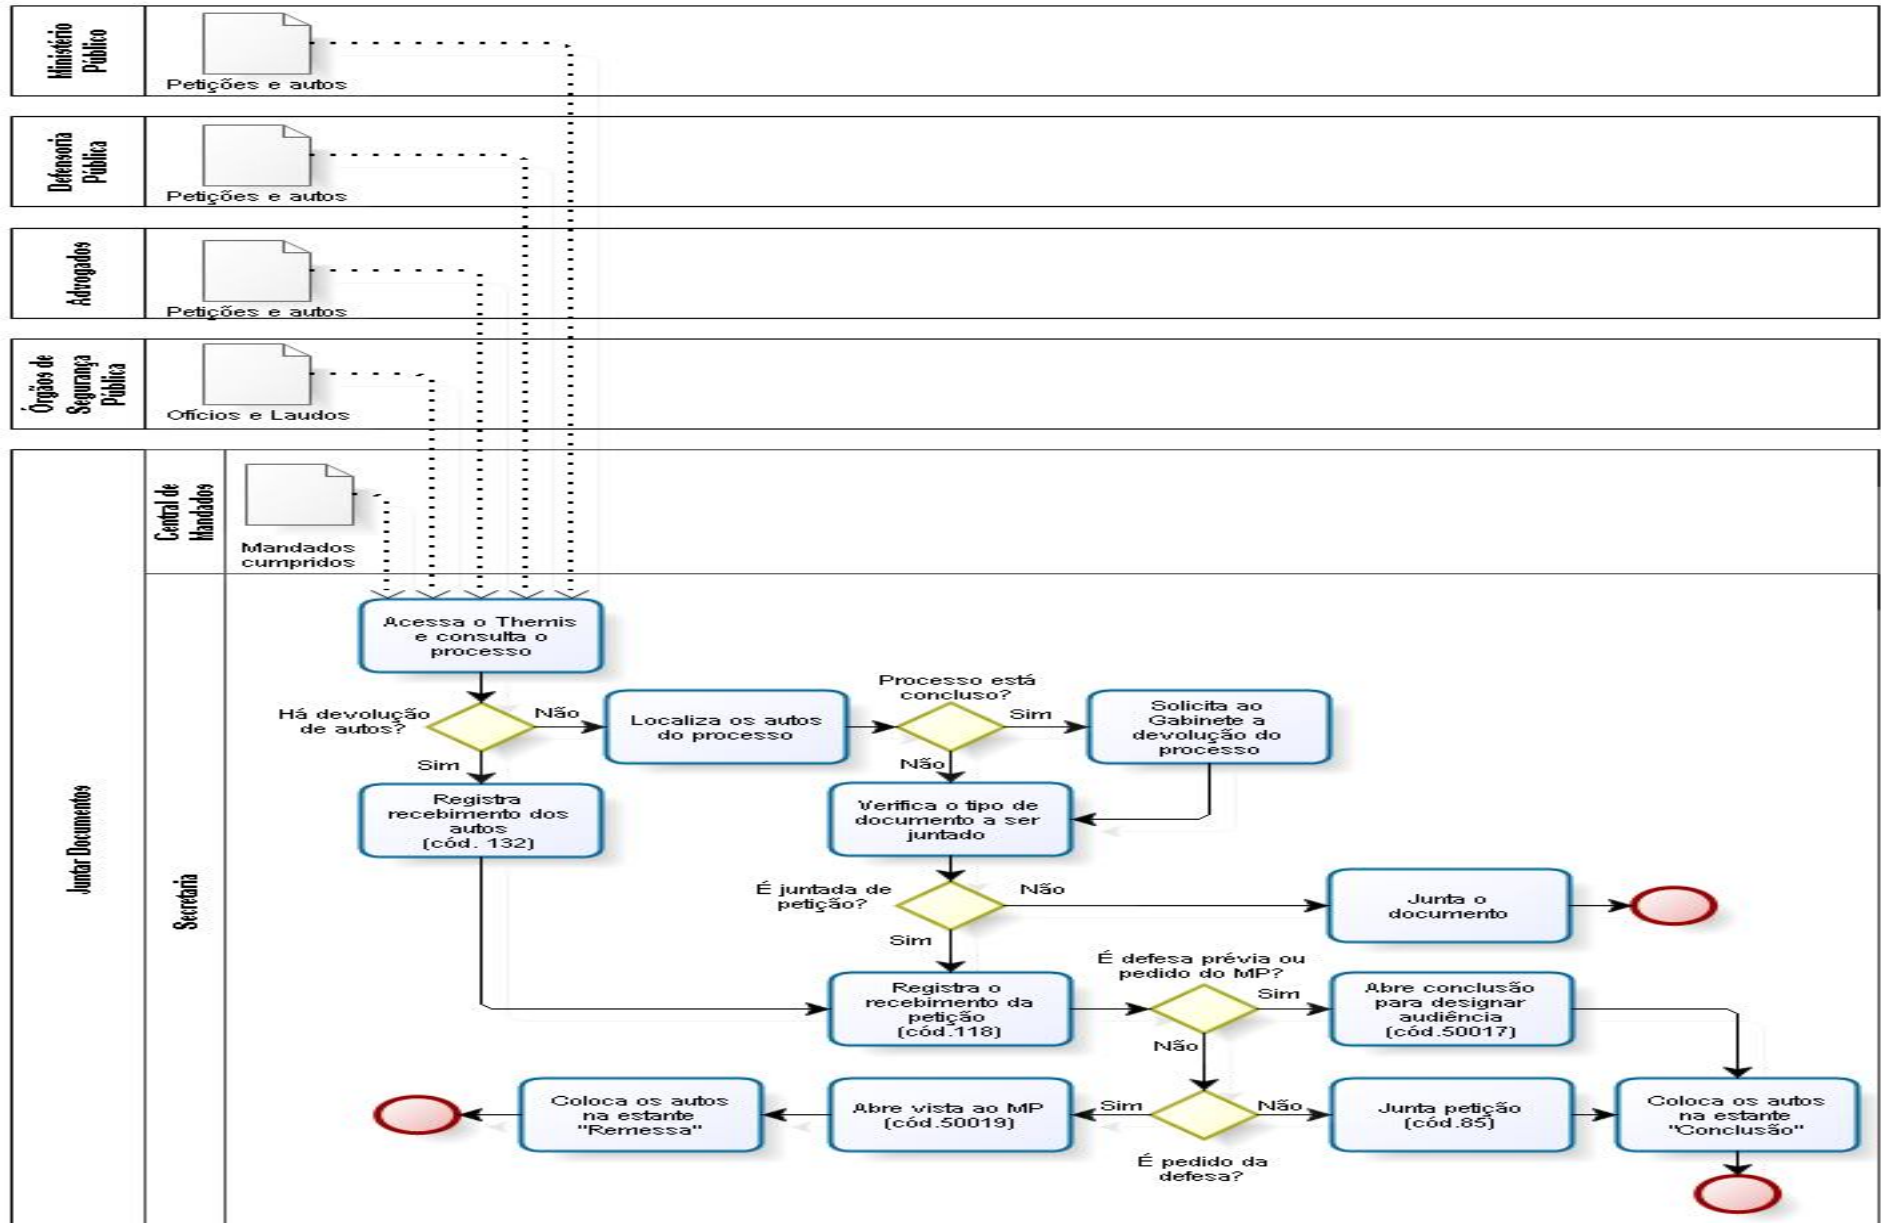 Ministério
Público
Petições e autos
Defensoria
Pública
Petições e autos
Advogados
Petições e autos
Órgãos de
Segurança
Pública
Ofícios e Laudos
Juntar Documentos
Central de
Mandados
Mandados
cumpridos
Secretaria
Acessa o Themis
e consulta o
processo
Há devolução
de autos?
Não
Sim
Localiza os autos
do processo
Processo está
concluso?
Sim
Não
Solicita ao
Gabinete a
devolução do
processo
Registra
recebimento dos
autos
(cód. 132)
Verifica o tipo de
documento a ser
juntado
É juntada de
petição?
Não
Sim
Junta o
documento
Registra o
recebimento da
petição
(cód.118)
É defesa prévia ou
pedido do MP?
Sim
Não
Abre conclusão
para designar
audiência
(cód.50017)
Coloca os autos
na estante
"Remessa"
Abre vista ao MP
(cód.50019)
Sim
Não
É pedido da
defesa?
Junta petição
(cód.85)
Coloca os autos
na estante
"Conclusão"